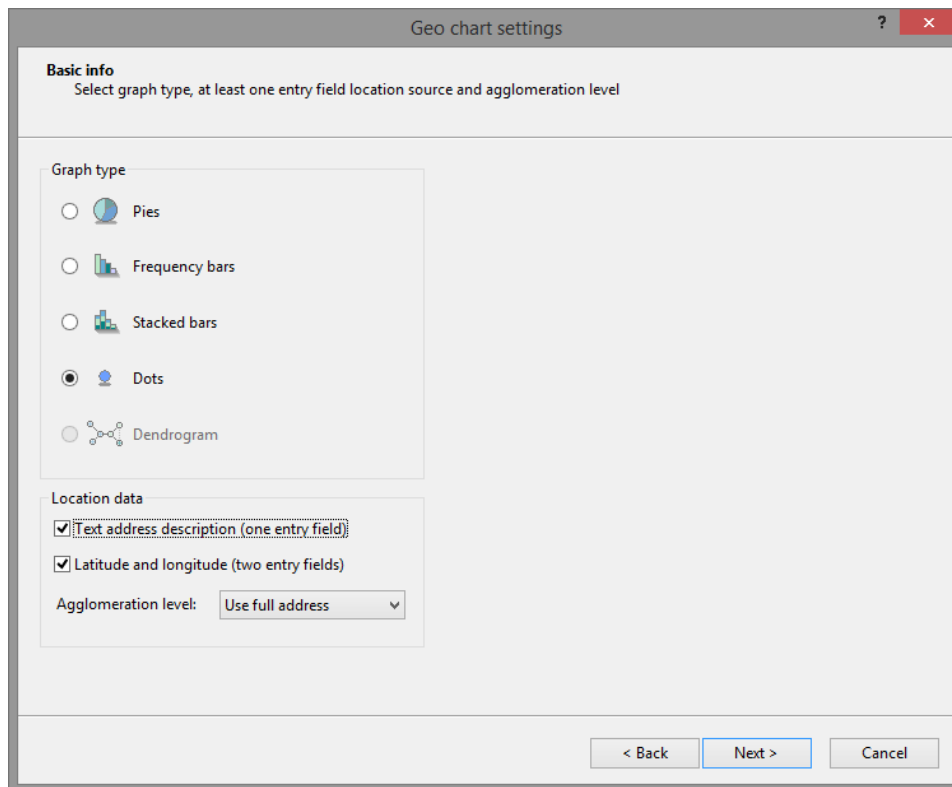 Geo chart settings
?
Basic info
Select graph type, at least one entry field location source and agglomeration level
Graph type
Pies
Frequency bars
Stacked bars
Dots
Dendrogram
Location data
Text address description (one entry field)
Latitude and longitude (two entry fields)
Agglomeration level: Use full address
< Back Next > Cancel